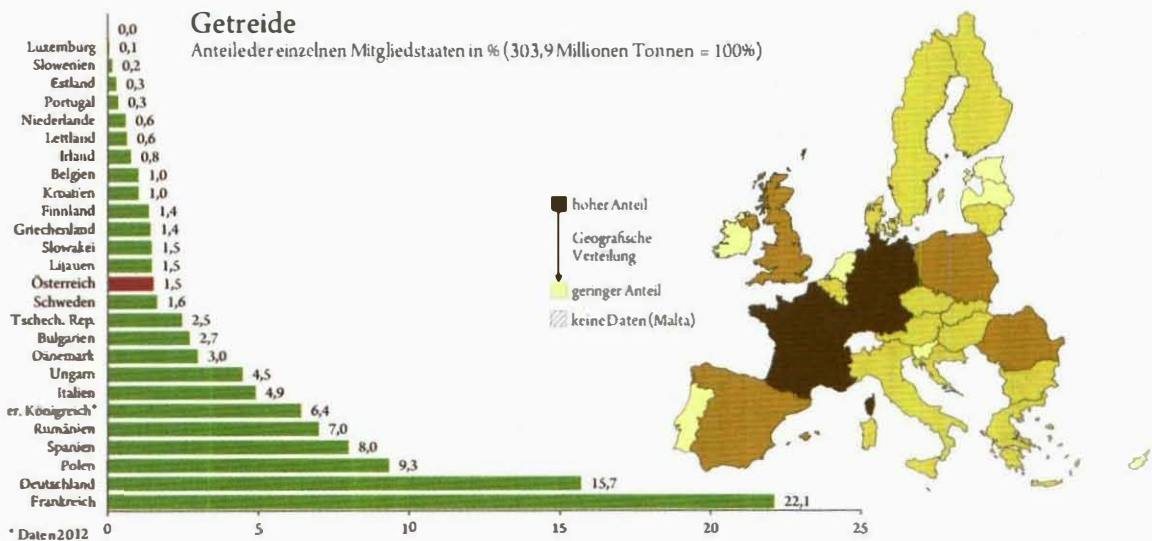 Getreide
Anteile der einzelnen Mitgliedstaaten in % (303,9 Millionen Tonnen = 100%)
0,0
Luxemburg 0,1
Slowenien 0,2
Estland 0,3
Portugal 0,3
Niederlande 0,6
Lettland 0,6
Irland 0,8
Belgien 1,0
Kroatien 1,0
Finnland 1,4
Griechenland 1,4
Slowakei 1,5
Litauen 1,5
Österreich 1,5
Schweden 1,6
Tschech. Rep. 2,5
Bulgarien 2,7
Dänemark 3,0
Ungarn 4,5
Italien 4,9
er. Königreich* 6,4
Rumänien 7,0
Spanien 8,0
Polen 9,3
Deutschland 15,7
Frankreich 22,1
0 5 10 15 20 25
* Daten 2012
hoher Anteil
Geografische
Verteilung
geringer Anteil
keine Daten (Malta)